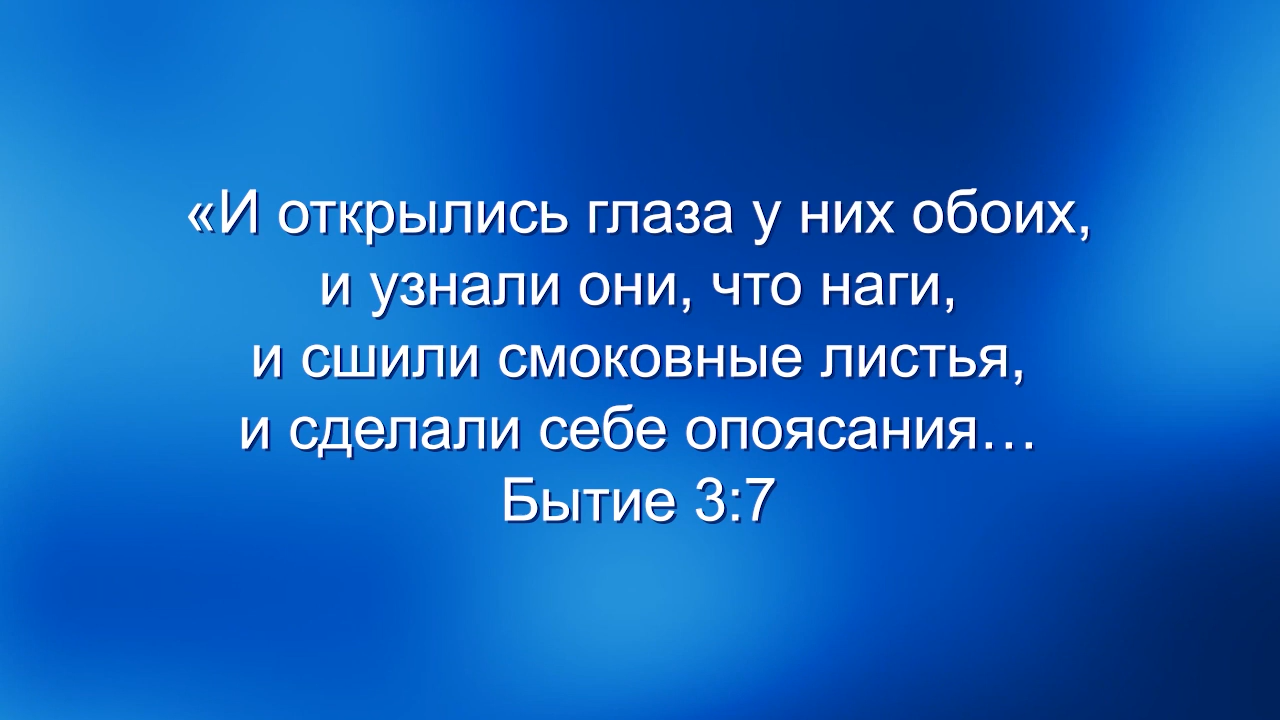 «И открылись глаза у них обоих,
и узнали они, что наги,
и сшили смоковные листья,
и сделали себе опоясания…
Бытие 3:7